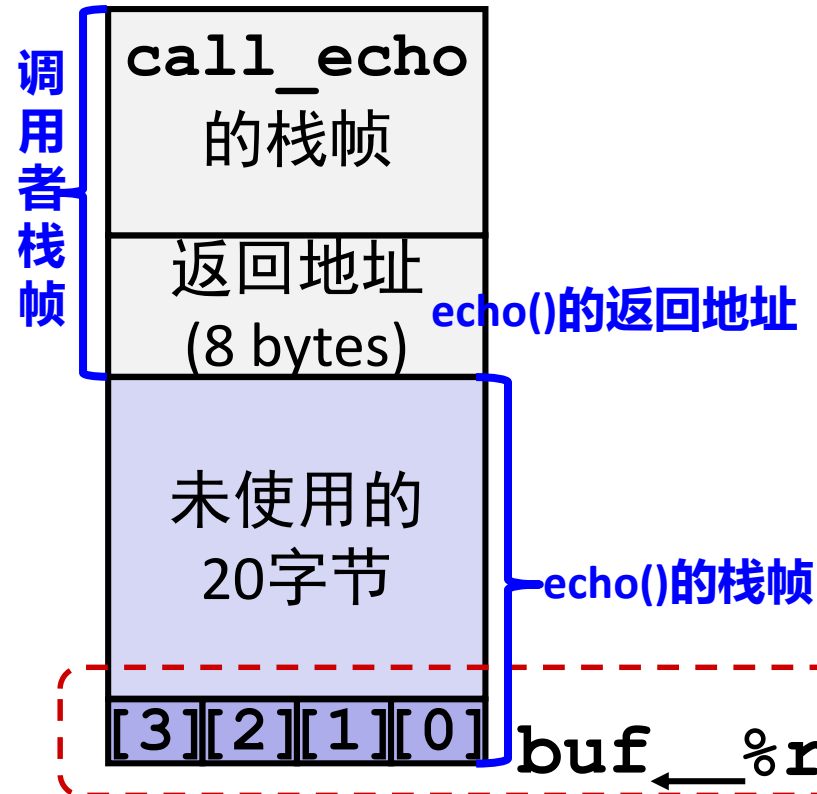 调用者栈帧
call_echo
的栈帧
返回地址
(8 bytes)
echo()的返回地址
未使用的
20字节
echo()的栈帧
[3][2][1][0]
buf